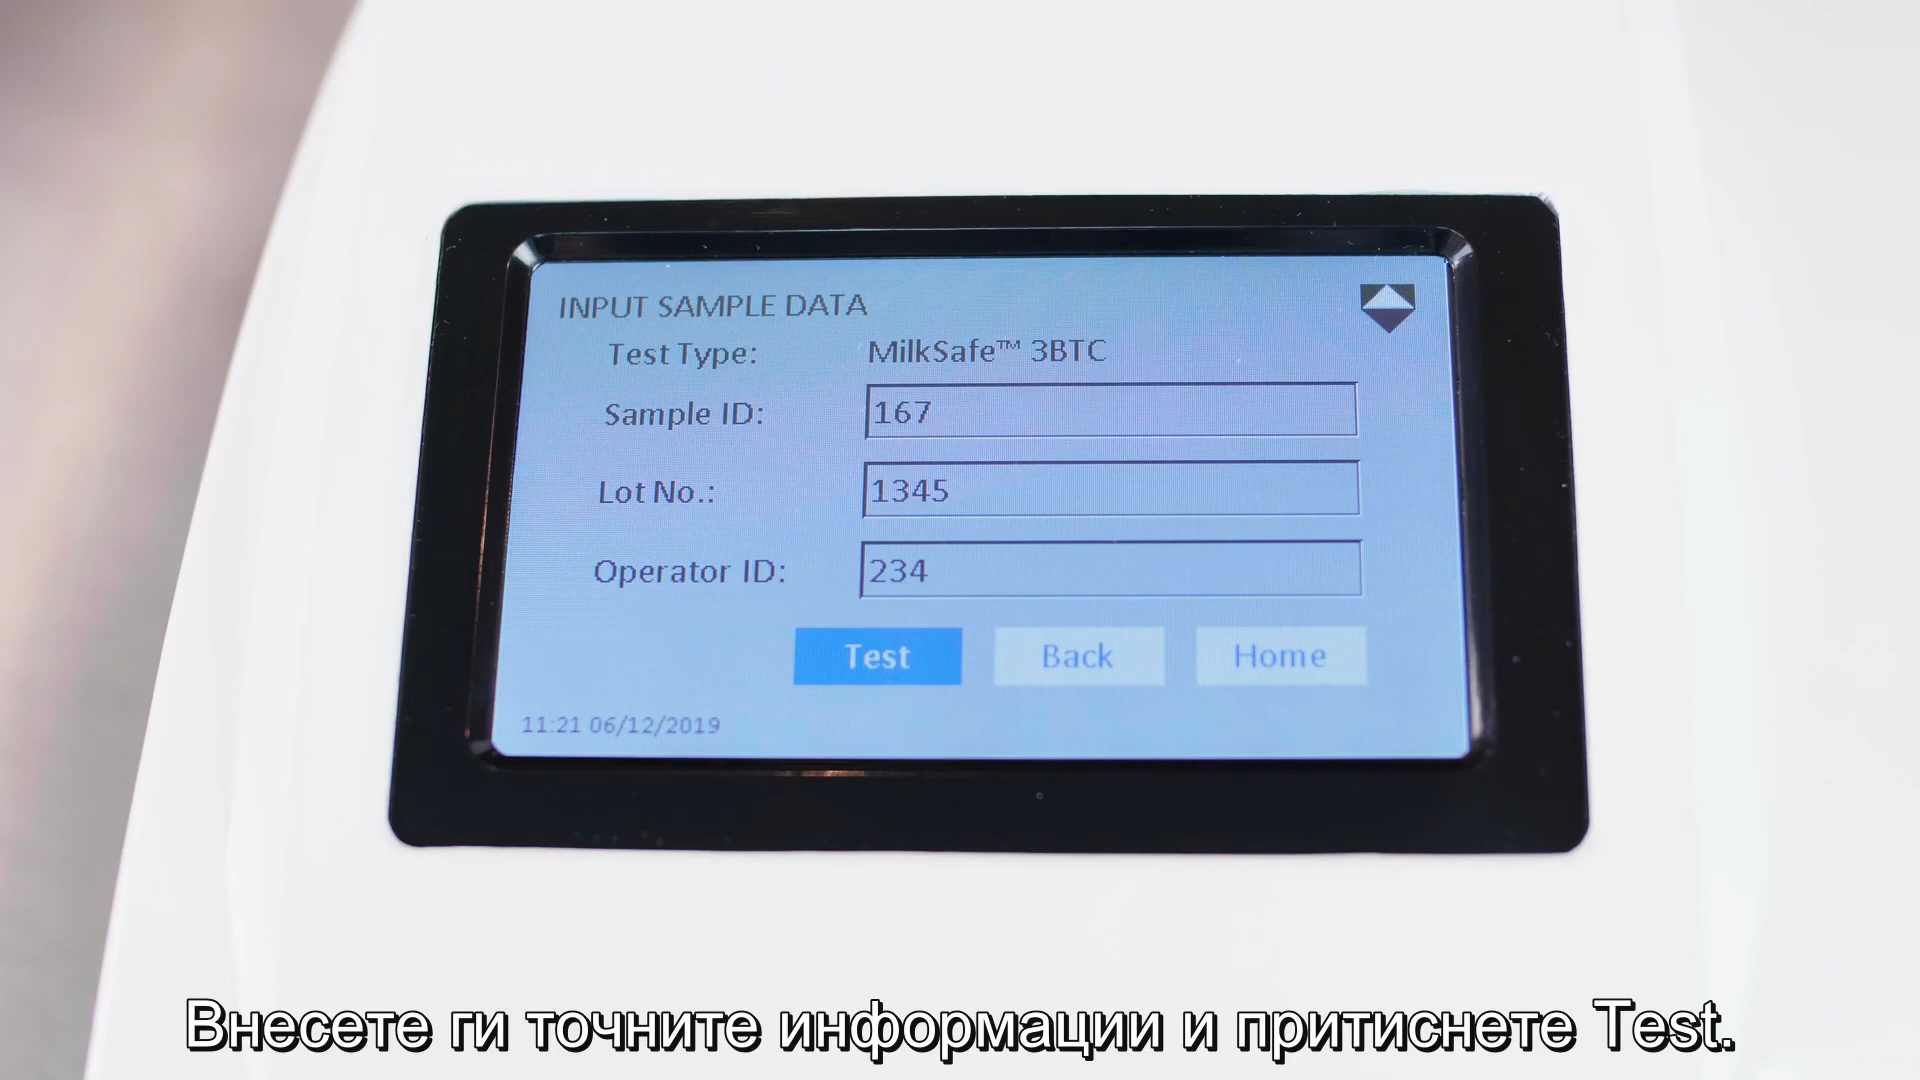 INPUT SAMPLE DATA
Test Type: MilkSafe™ 3BTC
Sample ID: 167
Lot No.: 1345
Operator ID: 234
Test Back Home
11:21 06/12/2019
Внесете ги точните информации и притиснете Test.